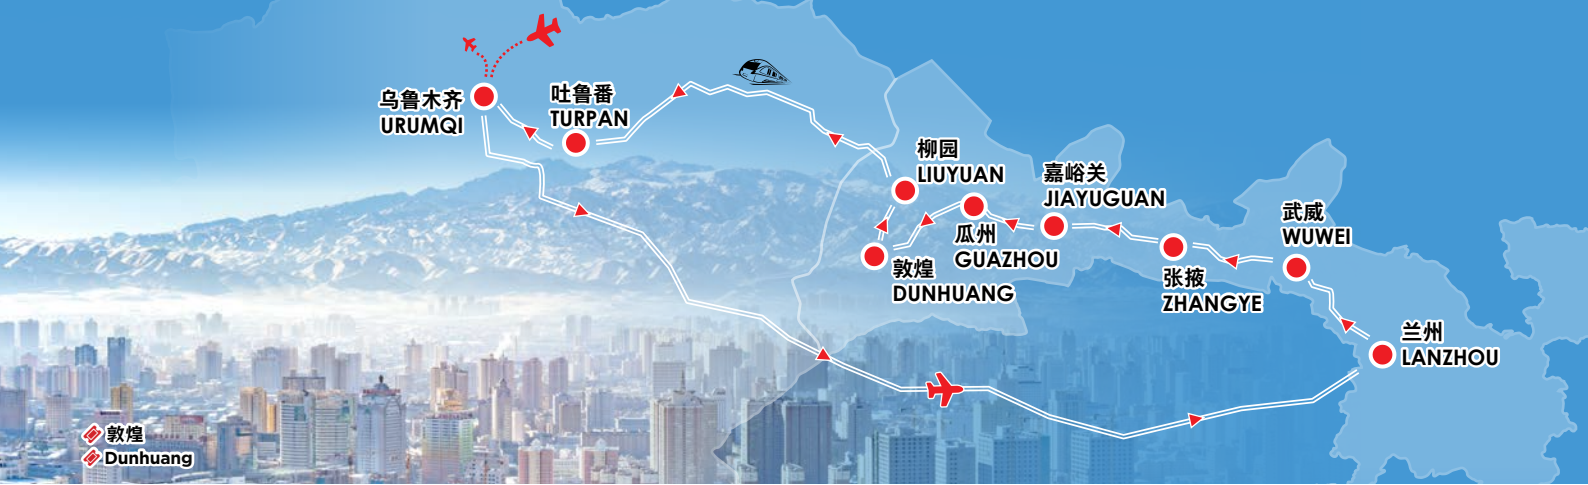 乌鲁木齐
URUMQI
吐鲁番
TURPAN
柳园
LIUYUAN
嘉峪关
JIAYUGUAN
瓜州
GUAZHOU
敦煌
DUNHUANG
张掖
ZHANGYE
武威
WUWEI
兰州
LANZHOU
敦煌
Dunhuang